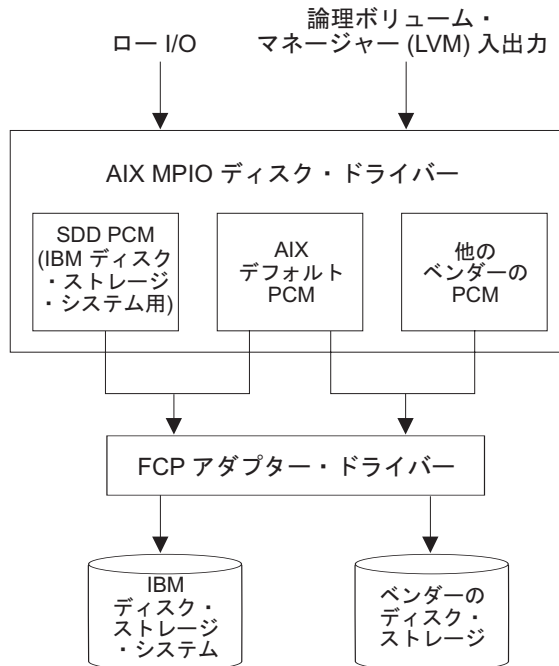 ロー I/O
論理ボリューム・
マネージャー (LVM) 入出力
AIX MPIO ディスク・ドライバー
SDD PCM
(IBM ディスク
・ストレージ
・システム用)
AIX
デフォルト
PCM
他の
ベンダーの
PCM
FCP アダプター・ドライバー
IBM
ディスク・
ストレージ
・システム
ベンダーの
ディスク・
ストレージ